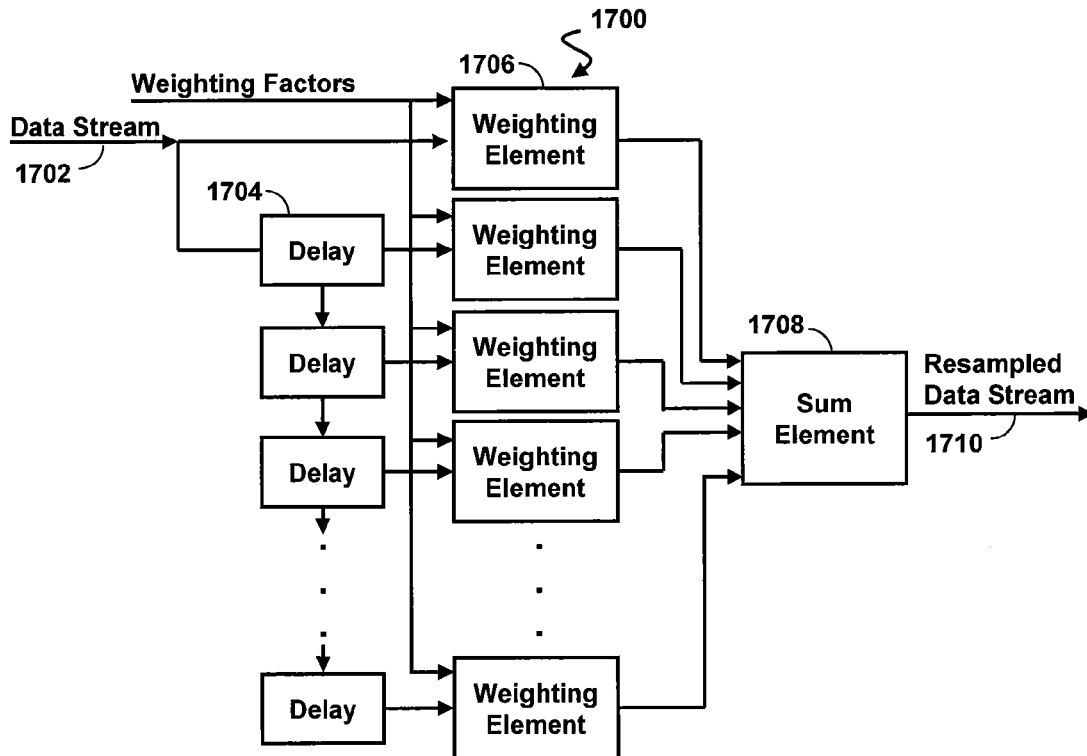 1700
1706
Weighting Factors
Data Stream
1702
Weighting
Element
1704
Delay
Weighting
Element
Delay
Weighting
Element
1708
Resampled
Data Stream
Sum
Element
1710
Delay
Weighting
Element
Delay
Weighting
Element